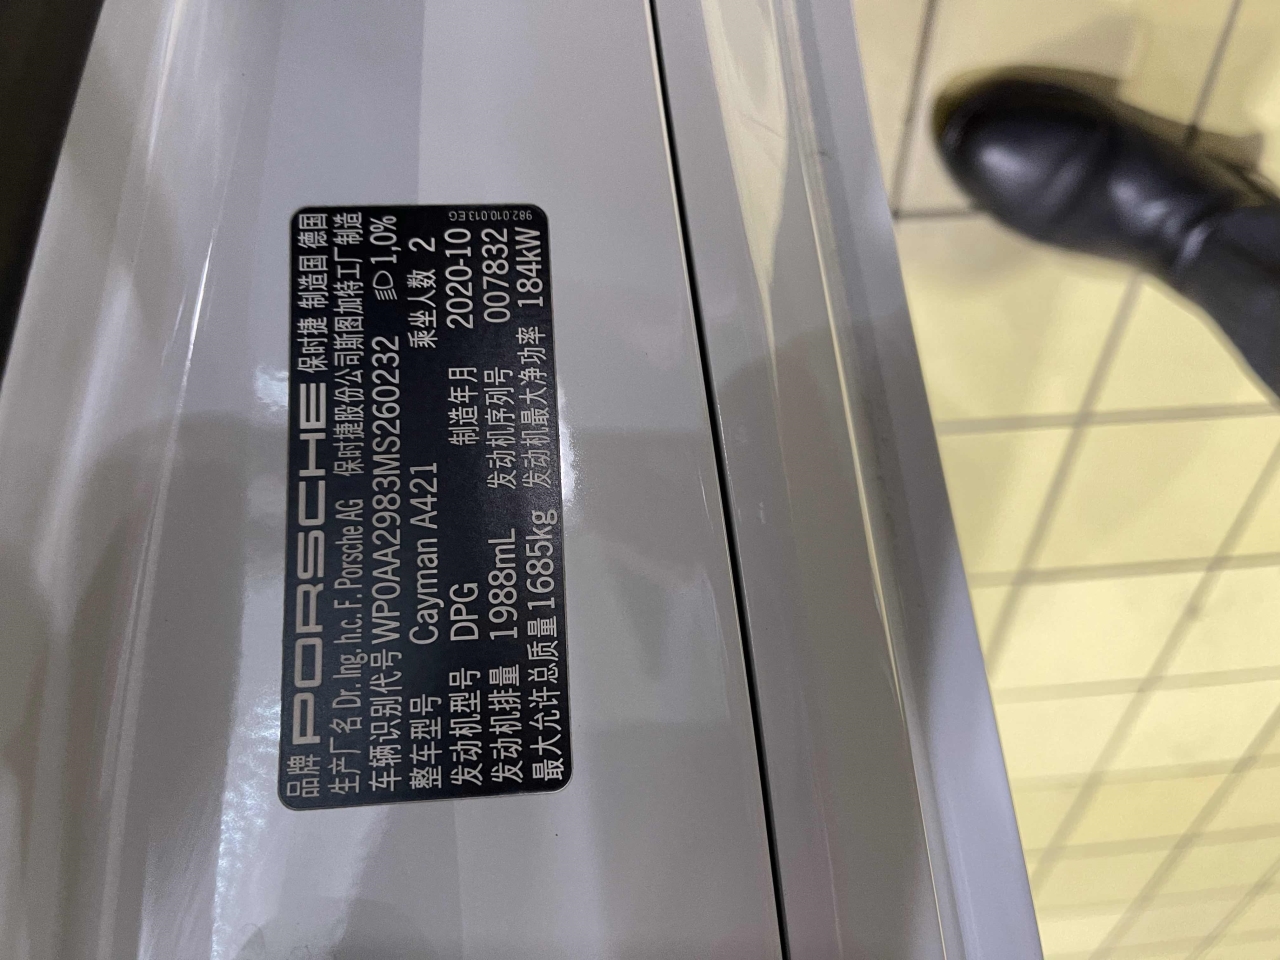 品牌 PORSCHE 保时捷 制造国 德国
生产厂名 Dr. Ing. h.c. F. Porsche AG 保时捷股份公司斯图加特工厂制造
车辆识别代号 WP0AA2983MS260232 1,0%
整车型号 Cayman A421 乘坐人数 2
发动机型号 DPG 制造年月 2020-10
发动机排量 1988mL 发动机序列号 007832
最大允许总质量 1685kg 发动机最大净功率 184kW
982.010.013.EG